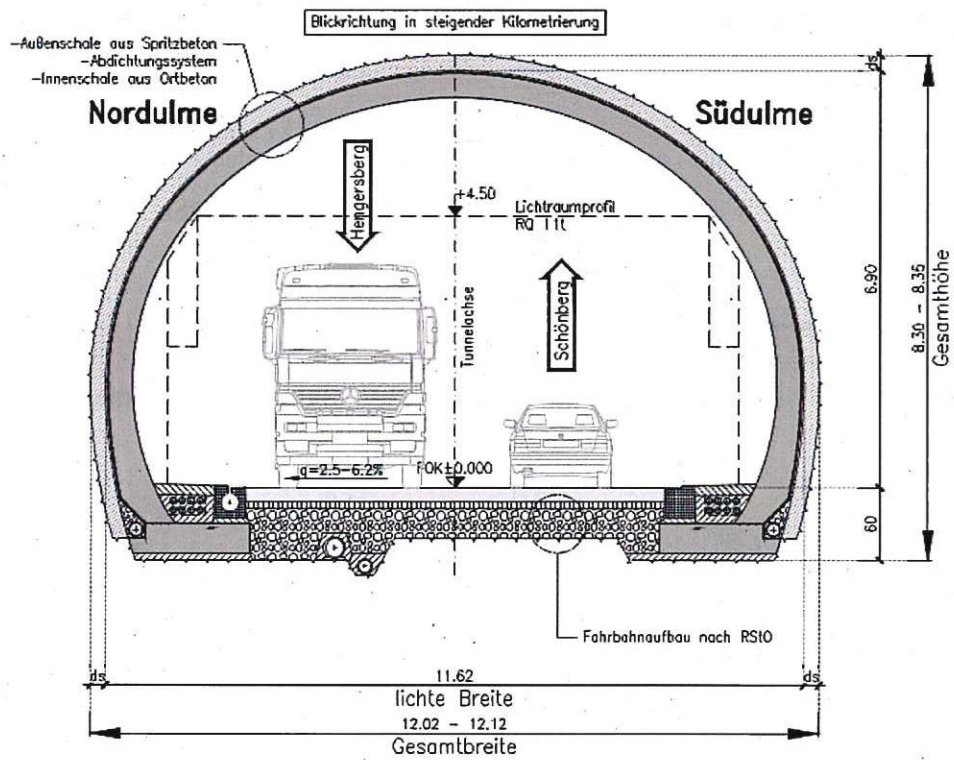 Blickrichtung in steigender Kilometrierung
-Außenschale aus Spritzbeton
-Abdichtungssystem
-Innenschale aus Ortbeton
Nordulme
Südulme
ds
Hengersberg
+4.50
Lichtraumprofil
RQ 11t
Schönberg
Tunnelachse
6.90
8.30 - 8.35
Gesamthöhe
q=2.5-6.2%
FOK±0.000
60
Fahrbahnaufbau nach RStO
ds
11.62
ds
lichte Breite
12.02 - 12.12
Gesamtbreite